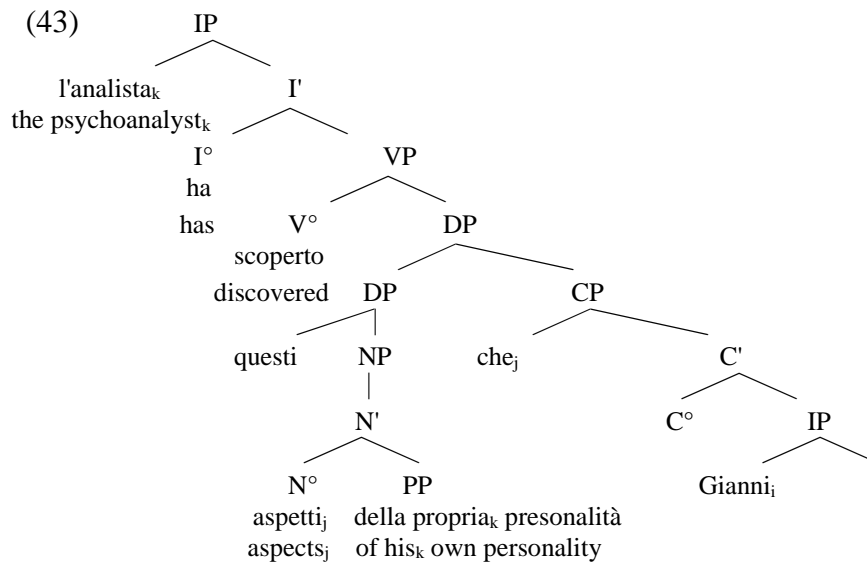 (43) IP
l'analistaₖ I'
the psychoanalystₖ
I° VP
ha
has V° DP
scoperto
discovered DP CP
questi NP cheⱼ C'
N' C° IP
N° PP Gianniᵢ
aspettiⱼ della propriaₖ presonalità
aspectsⱼ of hisₖ own personality